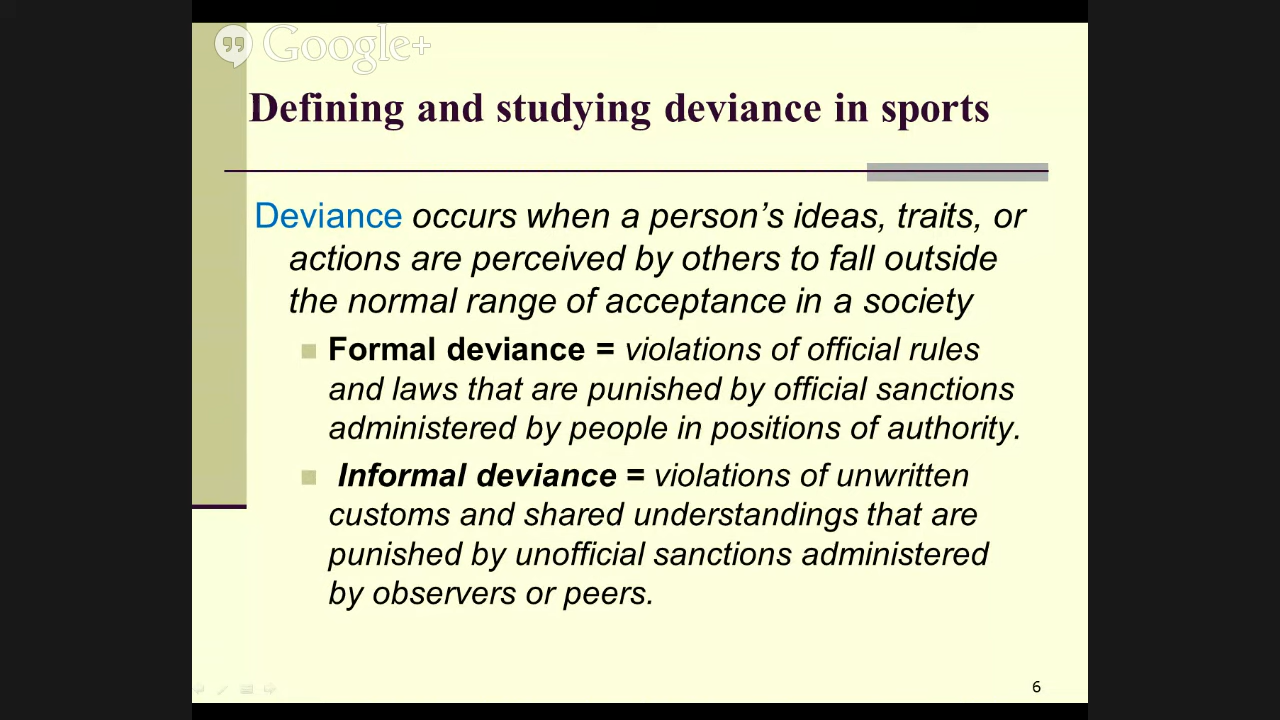 Google+
Defining and studying deviance in sports
Deviance occurs when a person’s ideas, traits, or
actions are perceived by others to fall outside
the normal range of acceptance in a society
Formal deviance = violations of official rules
and laws that are punished by official sanctions
administered by people in positions of authority.
Informal deviance = violations of unwritten
customs and shared understandings that are
punished by unofficial sanctions administered
by observers or peers.
6